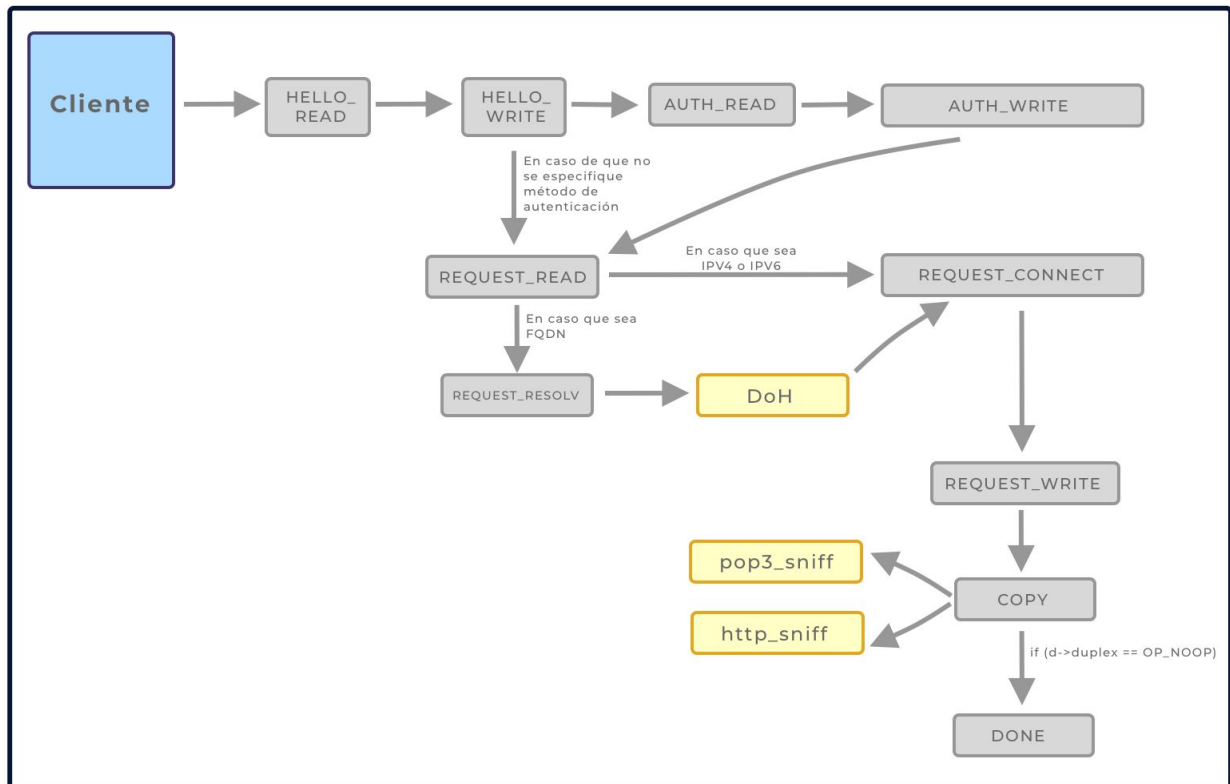 Cliente
HELLO_
READ
HELLO_
WRITE
AUTH_READ
AUTH_WRITE
En caso de que no
se especifique
método de
autenticación
REQUEST_READ
En caso que sea
IPV4 o IPV6
REQUEST_CONNECT
En caso que sea
FQDN
REQUEST_RESOLV
DoH
REQUEST_WRITE
pop3_sniff
http_sniff
COPY
if (d->duplex == OP_NOOP)
DONE